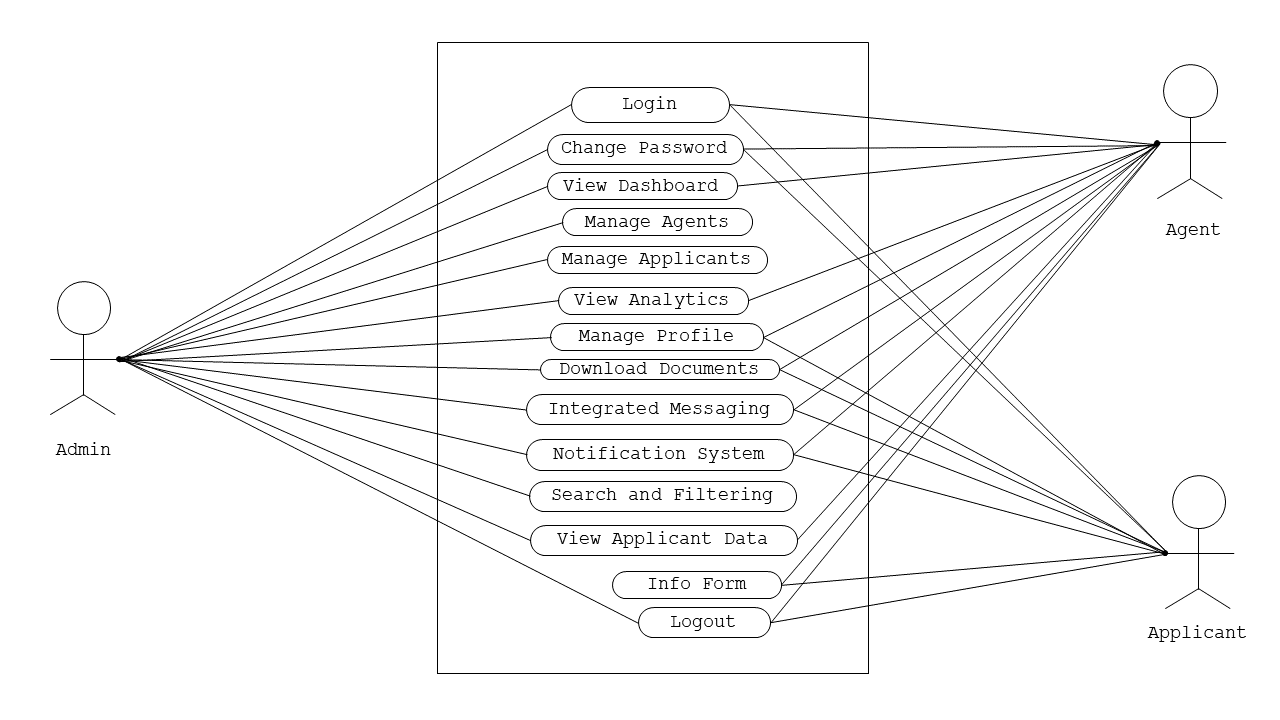 Login
Change Password
View Dashboard
Manage Agents
Manage Applicants
View Analytics
Manage Profile
Download Documents
Integrated Messaging
Notification System
Search and Filtering
View Applicant Data
Info Form
Logout
Admin
Agent
Applicant